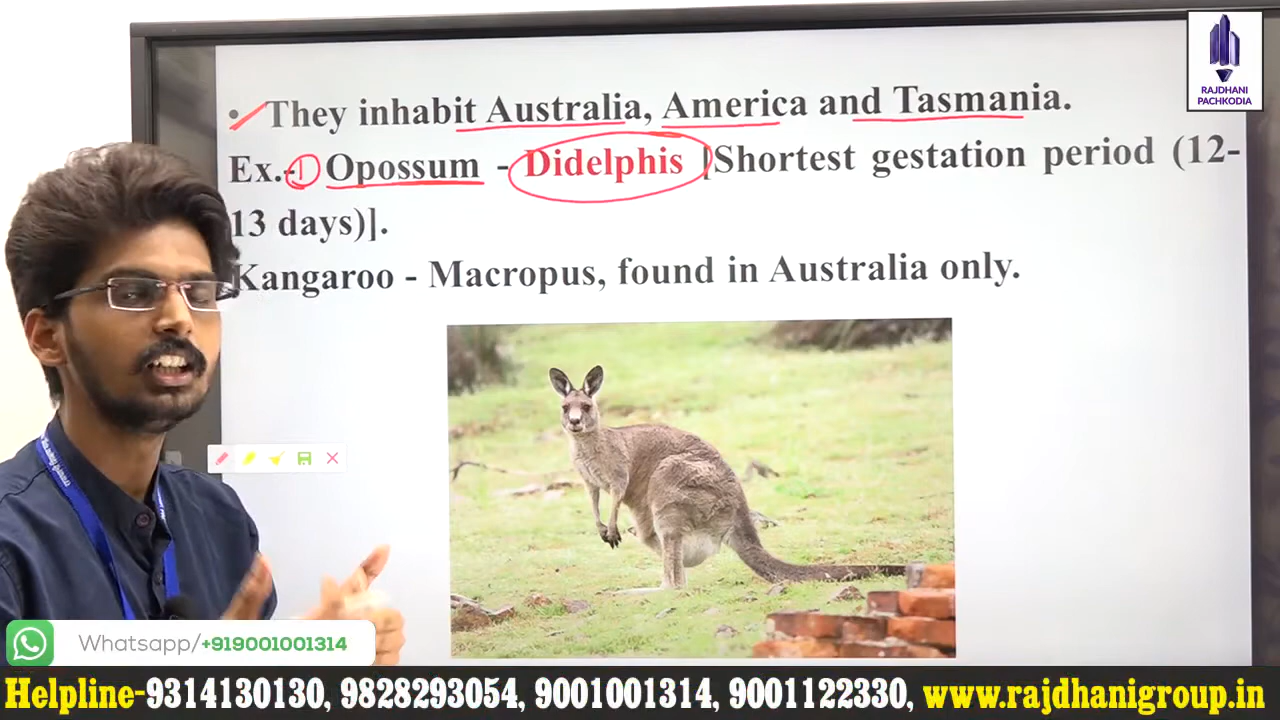 RAJDHANI
PACHKODIA
• They inhabit Australia, America and Tasmania.
Ex.-① Opossum - Didelphis [Shortest gestation period (12-
13 days)].
Kangaroo - Macropus, found in Australia only.
Whatsapp/+919001001314
Helpline-9314130130, 9828293054, 9001001314, 9001122330, www.rajdhanigroup.in